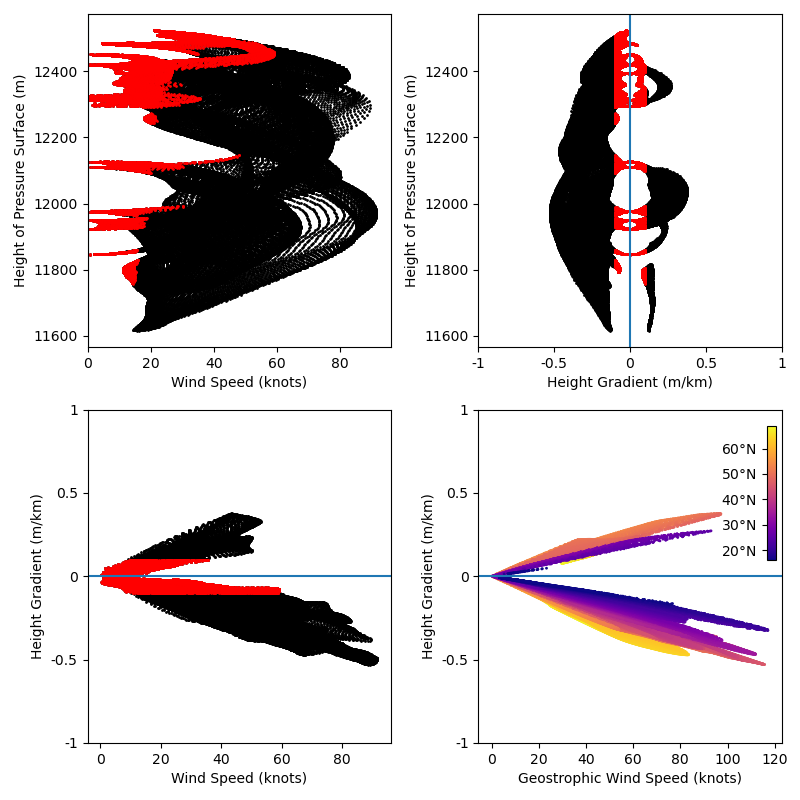 Height of Pressure Surface (m)
12400
12200
12000
11800
11600
0 20 40 60 80
Wind Speed (knots)
Height of Pressure Surface (m)
12400
12200
12000
11800
11600
-1 -0.5 0 0.5 1
Height Gradient (m/km)
Height Gradient (m/km)
1
0.5
0
-0.5
-1
0 20 40 60 80
Wind Speed (knots)
Height Gradient (m/km)
1
0.5
0
-0.5
-1
60°N
50°N
40°N
30°N
20°N
0 20 40 60 80 100 120
Geostrophic Wind Speed (knots)